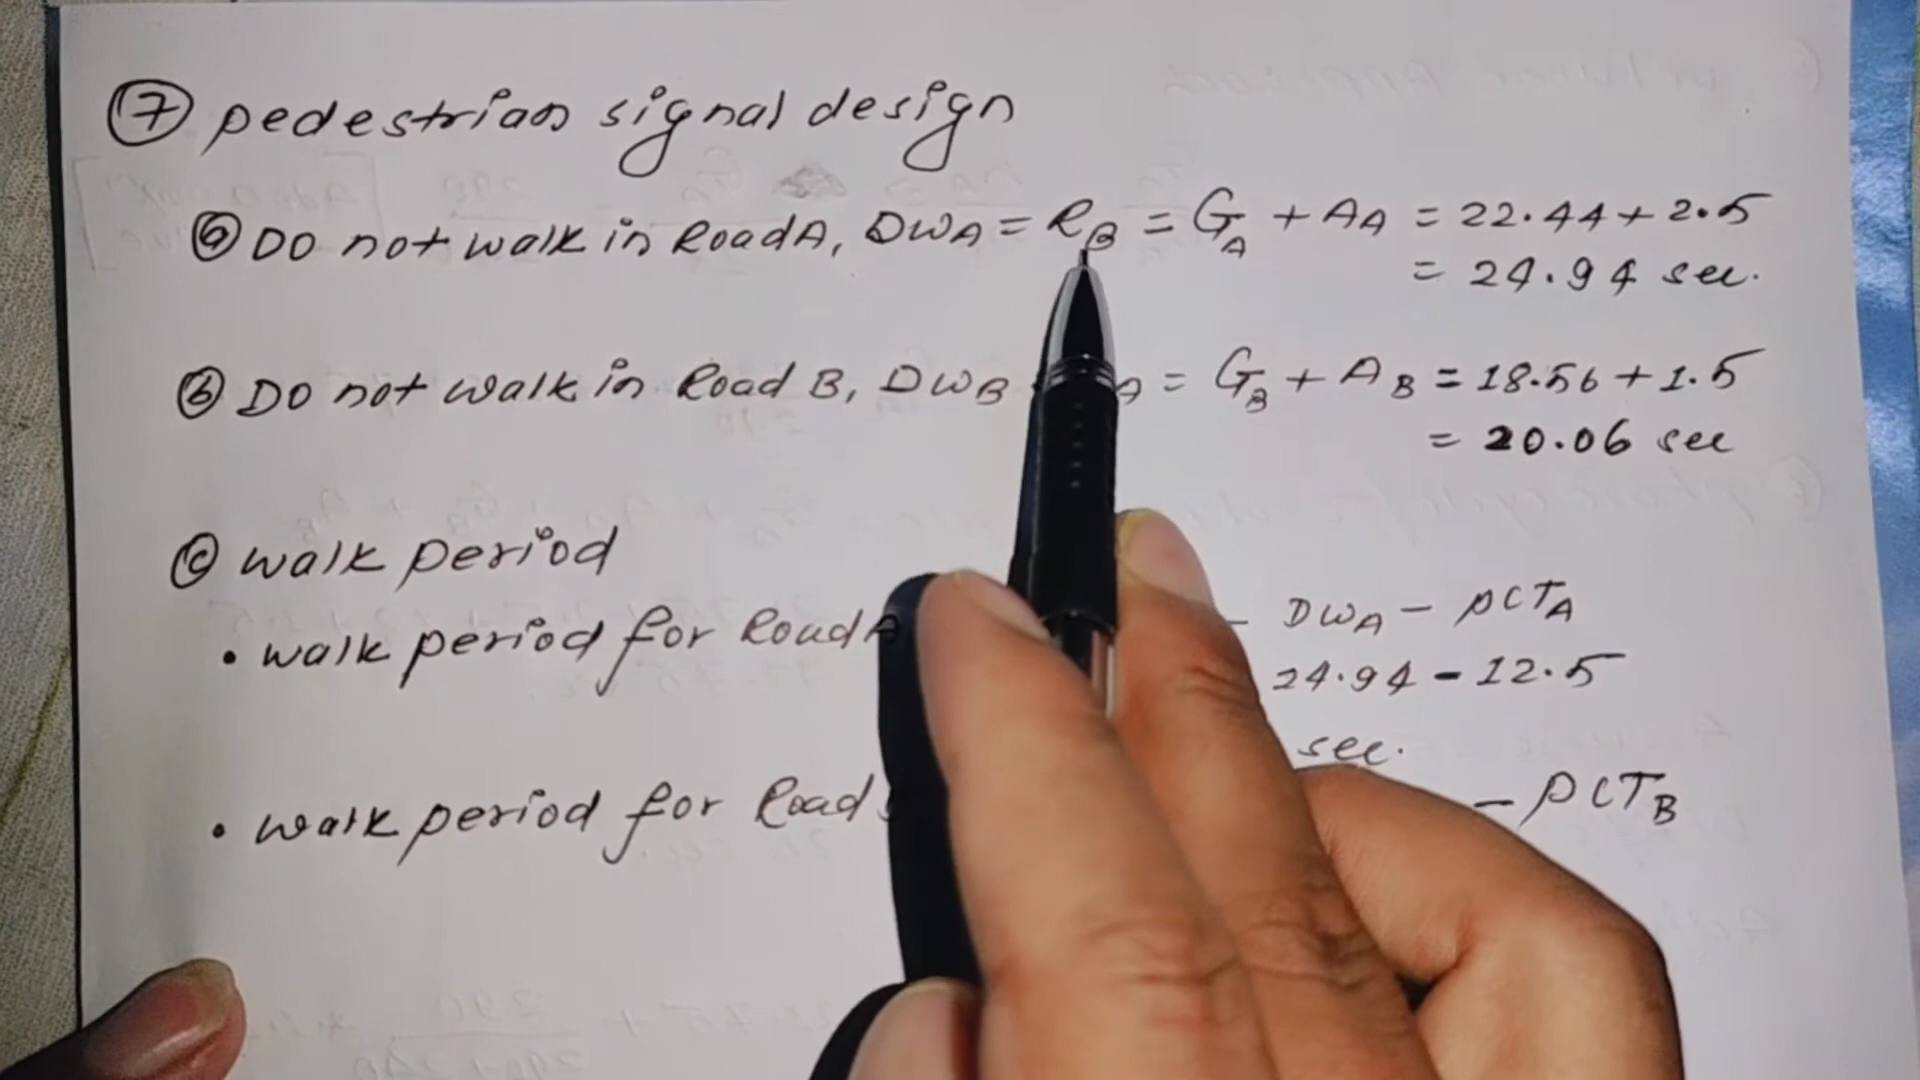 ⑦ pedestrian signal design
ⓐ Do not walk in Road A, DWA = RB = GA + AA = 22.44 + 2.5
= 24.94 sec.
ⓑ Do not walk in Road B, DWB A = GB + AB = 18.56 + 1.5
= 20.06 sec
ⓒ walk period
• walk period for Road A - DWA - PCTA
24.94 - 12.5
sec.
• walk period for Road - PCTB